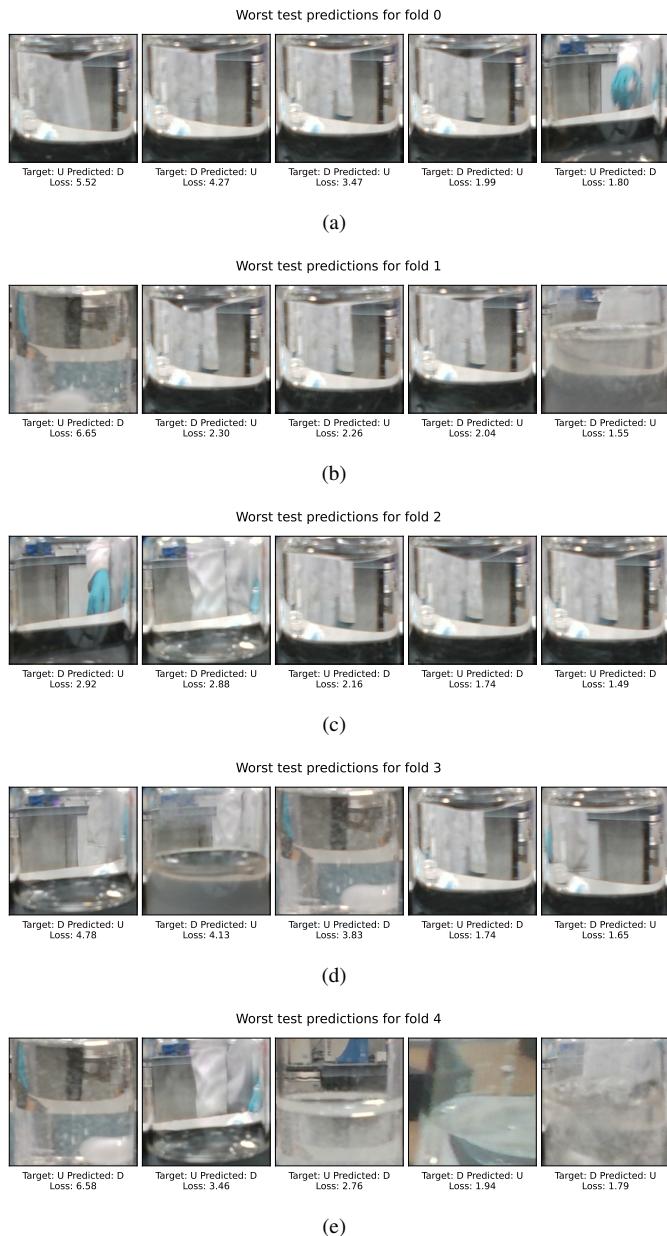 Worst test predictions for fold 0
Target: U Predicted: D Target: D Predicted: U Target: D Predicted: U Target: D Predicted: U Target: U Predicted: D
Loss: 5.52 Loss: 4.27 Loss: 3.47 Loss: 1.99 Loss: 1.80
(a)
Worst test predictions for fold 1
Target: U Predicted: D Target: D Predicted: U Target: D Predicted: U Target: D Predicted: U Target: D Predicted: U
Loss: 6.65 Loss: 2.30 Loss: 2.26 Loss: 2.04 Loss: 1.55
(b)
Worst test predictions for fold 2
Target: D Predicted: U Target: D Predicted: U Target: U Predicted: D Target: U Predicted: D Target: D Predicted: U
Loss: 2.92 Loss: 2.88 Loss: 2.16 Loss: 1.74 Loss: 1.49
(c)
Worst test predictions for fold 3
Target: D Predicted: U Target: D Predicted: U Target: U Predicted: D Target: U Predicted: D Target: D Predicted: U
Loss: 4.78 Loss: 4.13 Loss: 3.83 Loss: 1.74 Loss: 1.65
(d)
Worst test predictions for fold 4
Target: U Predicted: D Target: U Predicted: D Target: U Predicted: D Target: D Predicted: U Target: D Predicted: U
Loss: 6.58 Loss: 3.46 Loss: 2.76 Loss: 1.94 Loss: 1.79
(e)